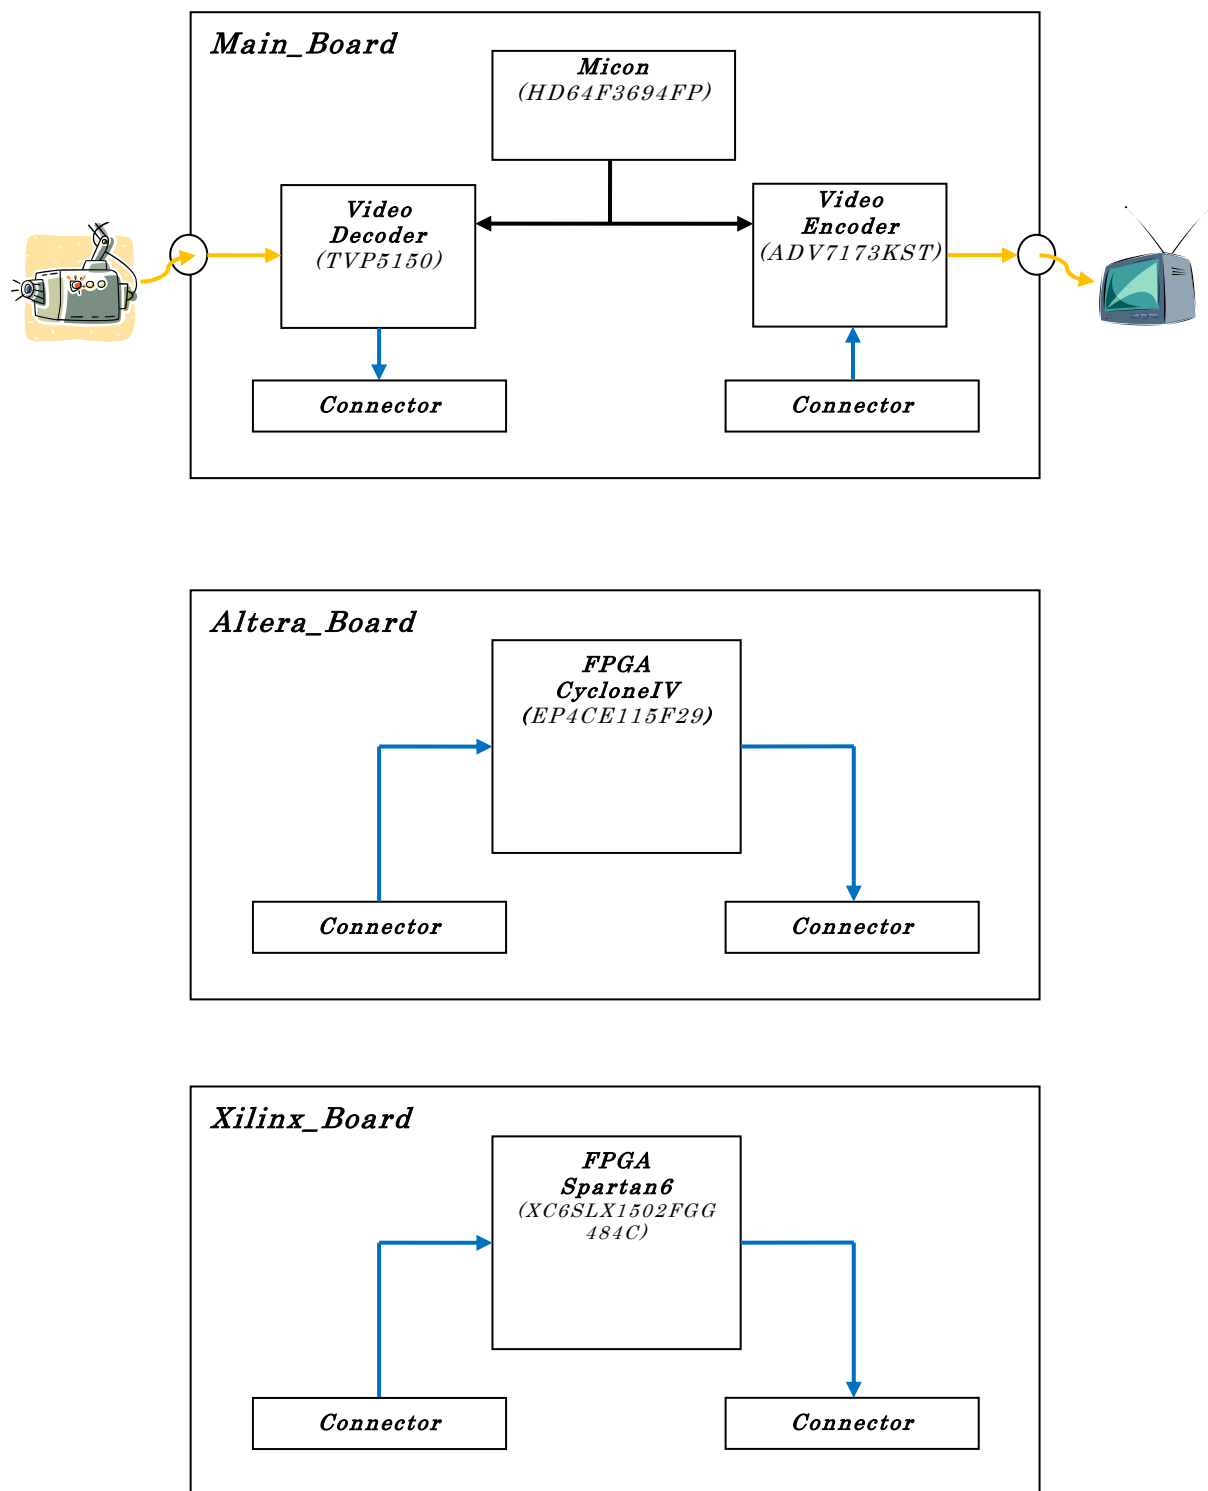 Main_Board
Micon
(HD64F3694FP)
Video
Decoder
(TVP5150)
Video
Encoder
(ADV7173KST)
Connector
Connector
Altera_Board
FPGA
CycloneIV
(EP4CE115F29)
Connector
Connector
Xilinx_Board
FPGA
Spartan6
(XC6SLX1502FGG
484C)
Connector
Connector